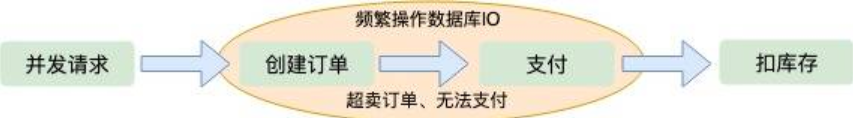 频繁操作数据库IO
并发请求
创建订单
支付
扣库存
超卖订单、无法支付